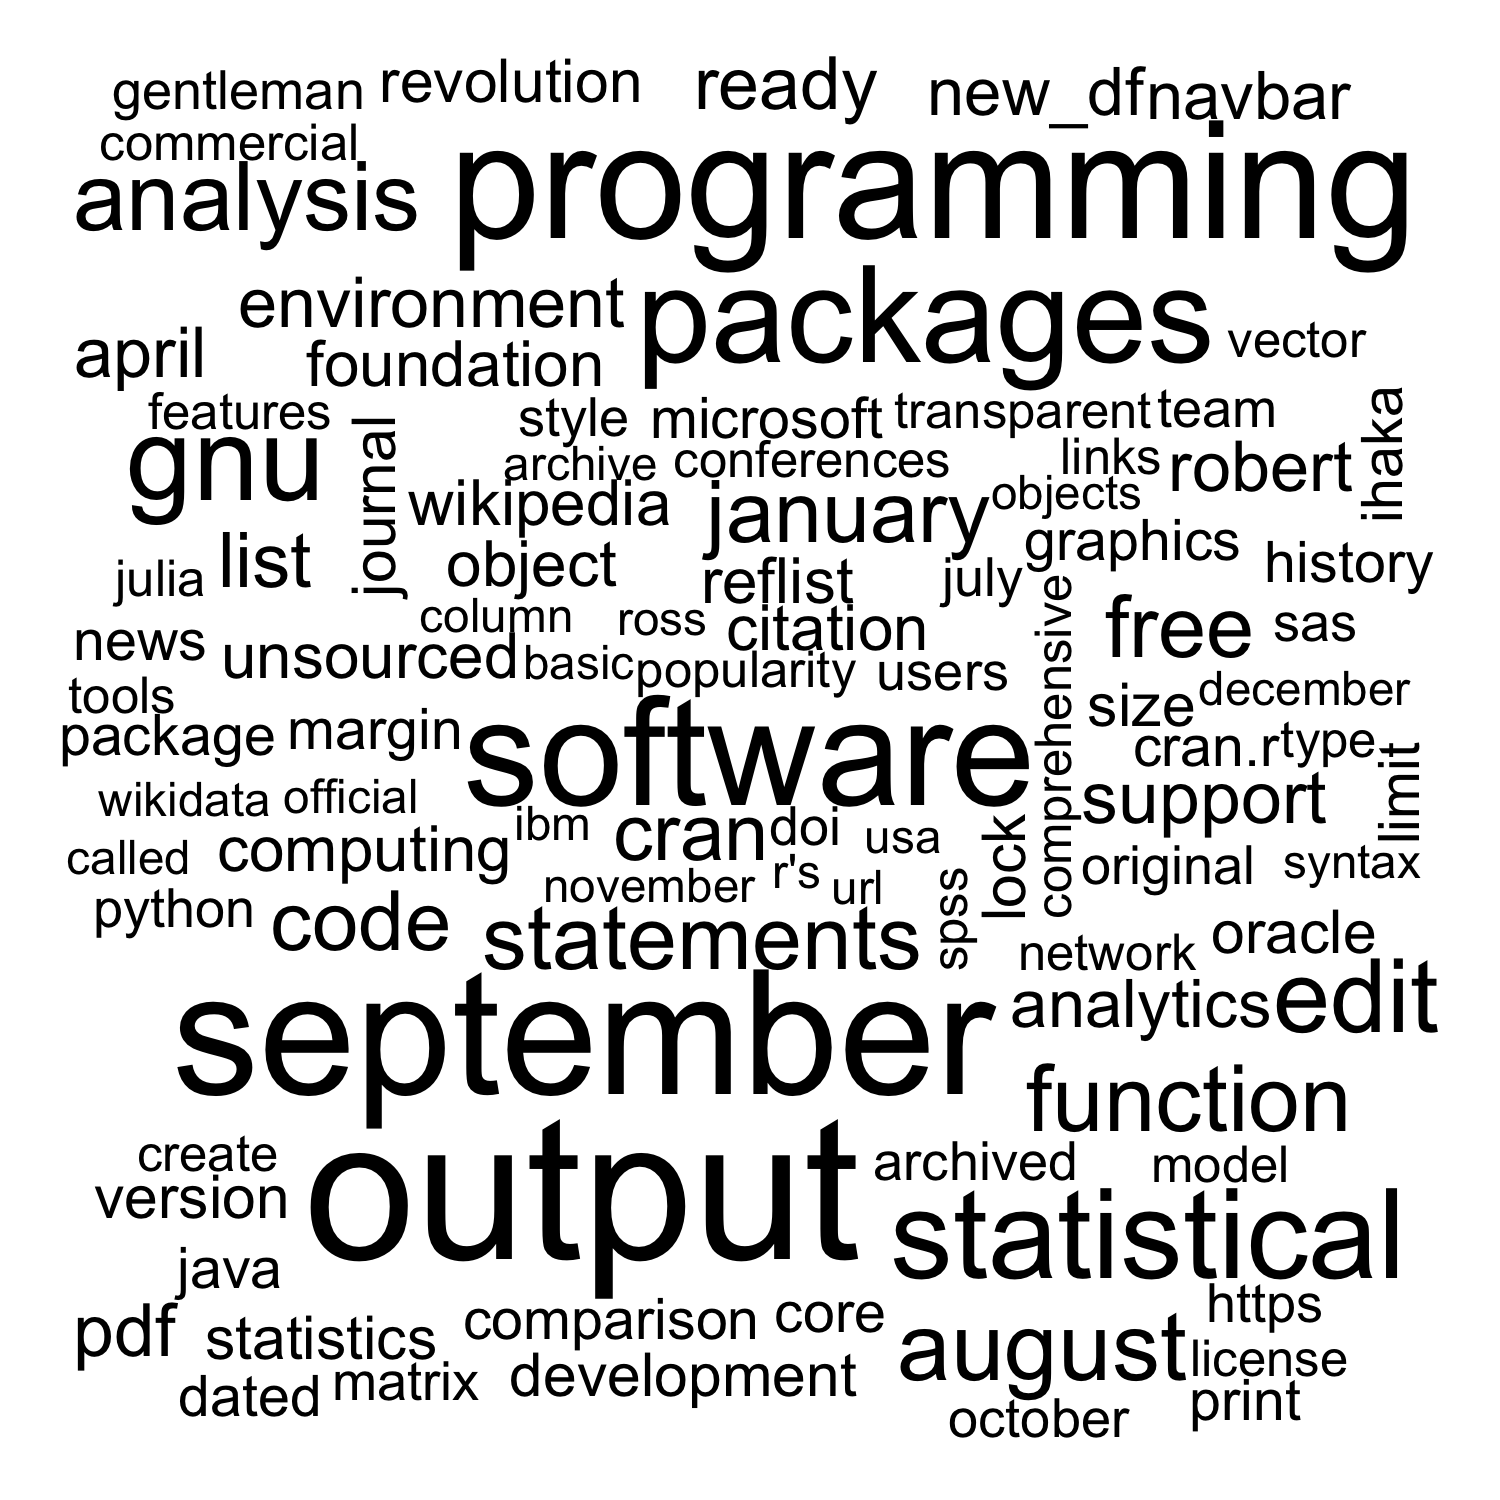 gentleman revolution ready new_df navbar
commercial
analysis programming
environment packages
april foundation vector
features style microsoft transparent team
gnu journal archive conferences links robert ihaka
wikipedia january objects
julia list object reflist july graphics history
column ross citation comprehensive free sas
news unsourced basic popularity users
tools size december
package margin software cran.r type limit
wikidata official support
called computing ibm cran doi usa lock original syntax
november r's url spss
python code statements network oracle
september analytics edit
function
create output archived model
version statistical
java
pdf statistics comparison core august https
matrix development license
dated october print